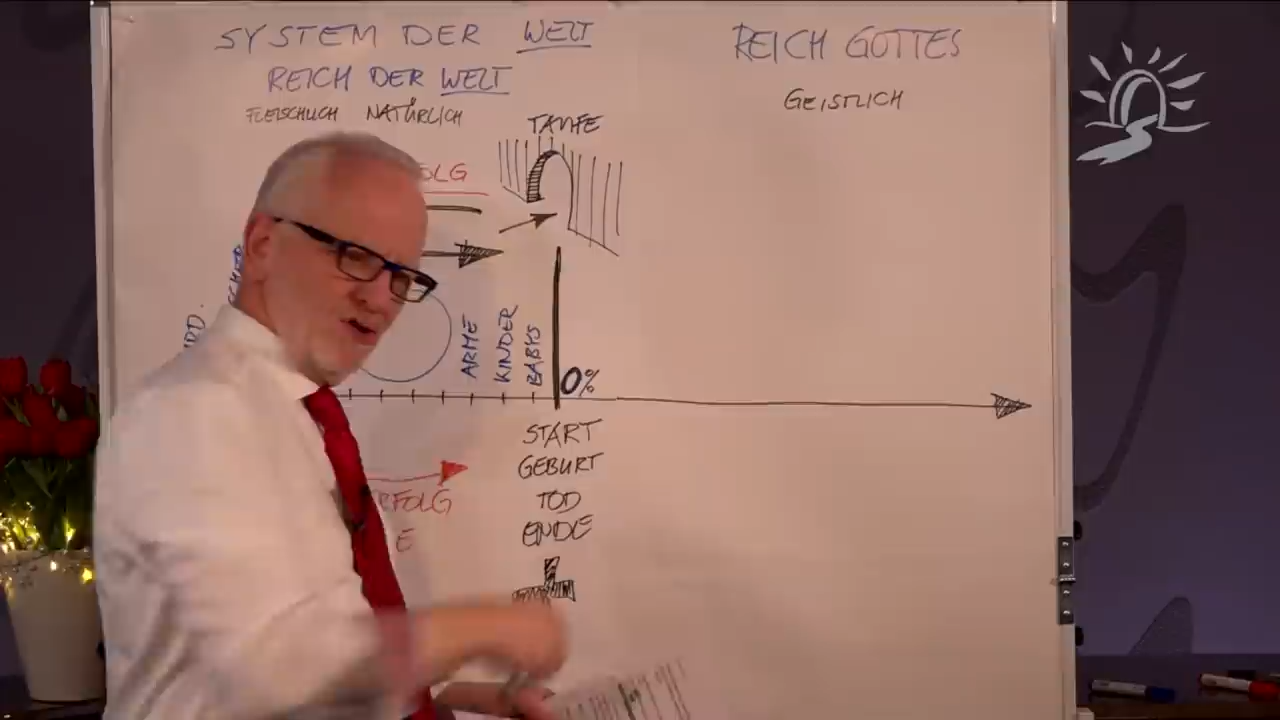 SYSTEM DER WELT
REICH DER WELT
FLEISCHLICH NATÜRLICH
TAUFE
ARME
KINDER
BABYS
0%
START
GEBURT
TOD
ENDE
REICH GOTTES
GEISTLICH